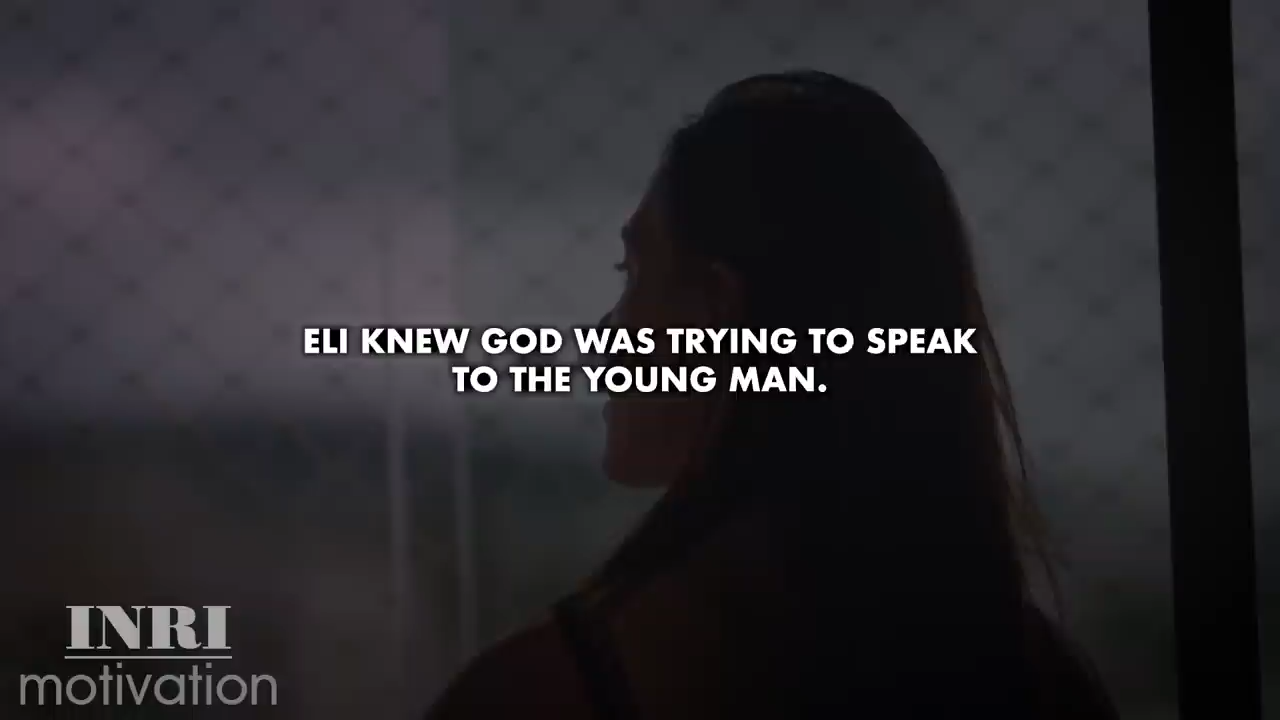 ELI KNEW GOD WAS TRYING TO SPEAK
TO THE YOUNG MAN.
INRI
motivation